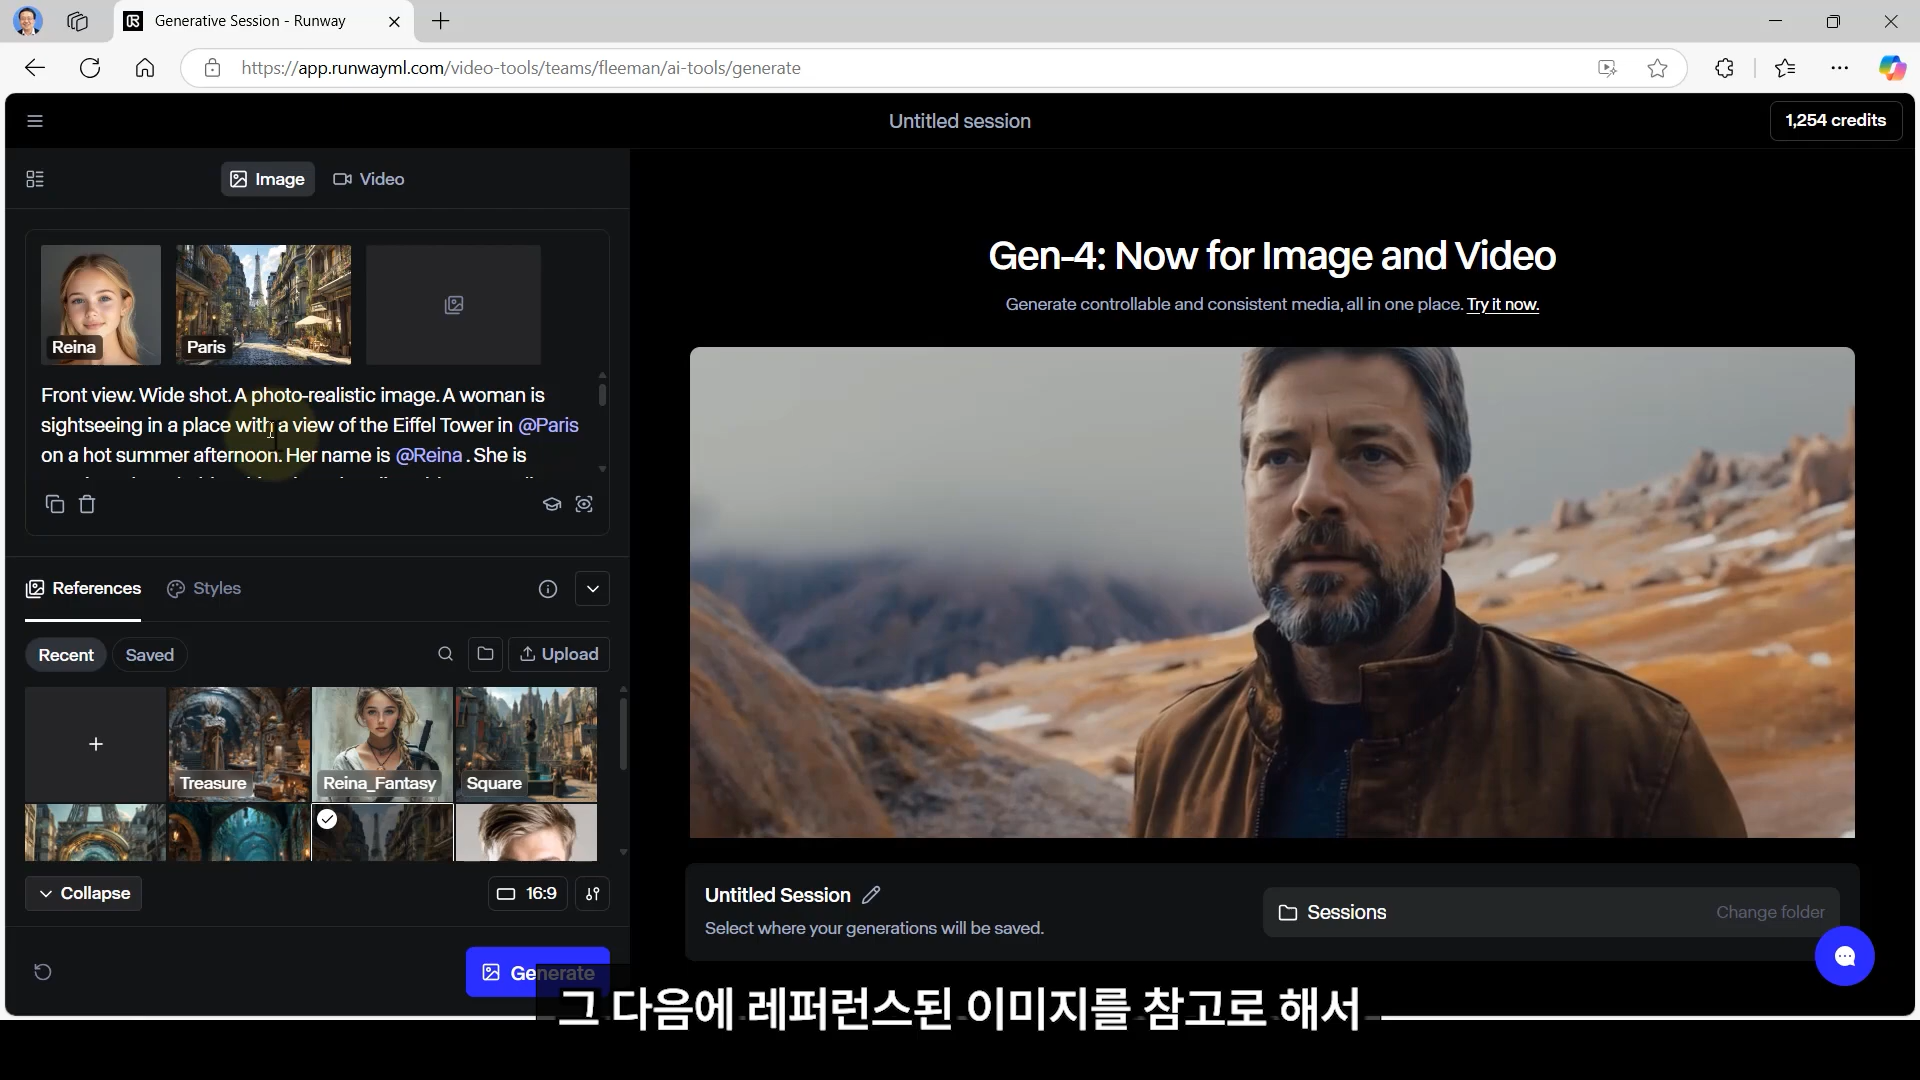 Generative Session - Runway
https://app.runwayml.com/video-tools/teams/fleeman/ai-tools/generate
Untitled session
1,254 credits
Image
Video
Reina
Paris
Front view. Wide shot. A photo-realistic image. A woman is
sightseeing in a place with a view of the Eiffel Tower in @Paris
on a hot summer afternoon. Her name is @Reina . She is
References
Styles
Recent
Saved
Upload
Treasure
Reina_Fantasy
Square
Collapse
16:9
Generate
Gen-4: Now for Image and Video
Generate controllable and consistent media, all in one place. Try it now.
Untitled Session
Select where your generations will be saved.
Sessions
Change folder
그 다음에 레퍼런스된 이미지를 참고로 해서